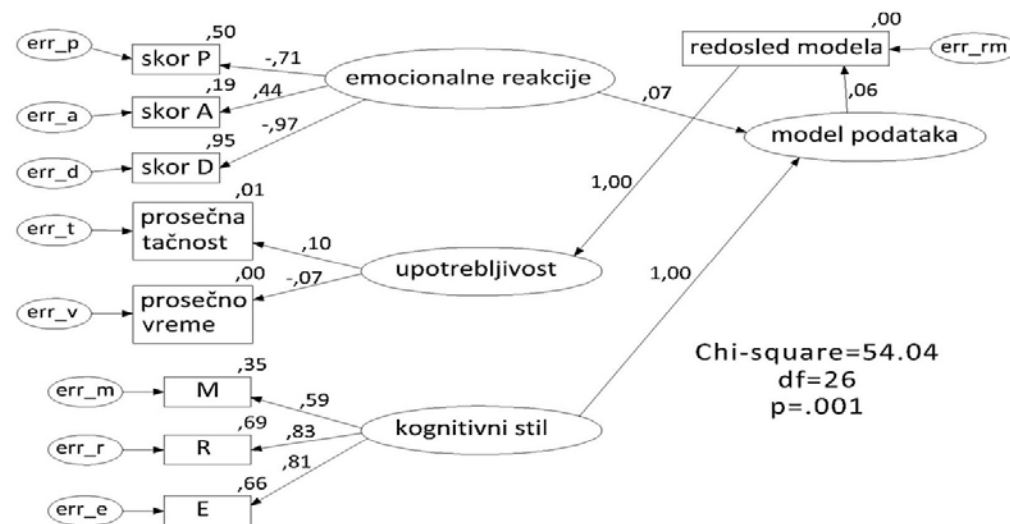 ,50
,00
err_p
skor P
-,71
emocionalne reakcije
redosled modela
err_rm
,19
,44
,07
,06
err_a
skor A
-,97
model podataka
,95
err_d
skor D
,01
1,00
err_t
prosečna
tačnost
,10
upotrebljivost
1,00
,00
-,07
err_v
prosečno
vreme
Chi-square=54.04
df=26
p=.001
,35
err_m
M
,59
,69
,83
kognitivni stil
err_r
R
,81
,66
err_e
E